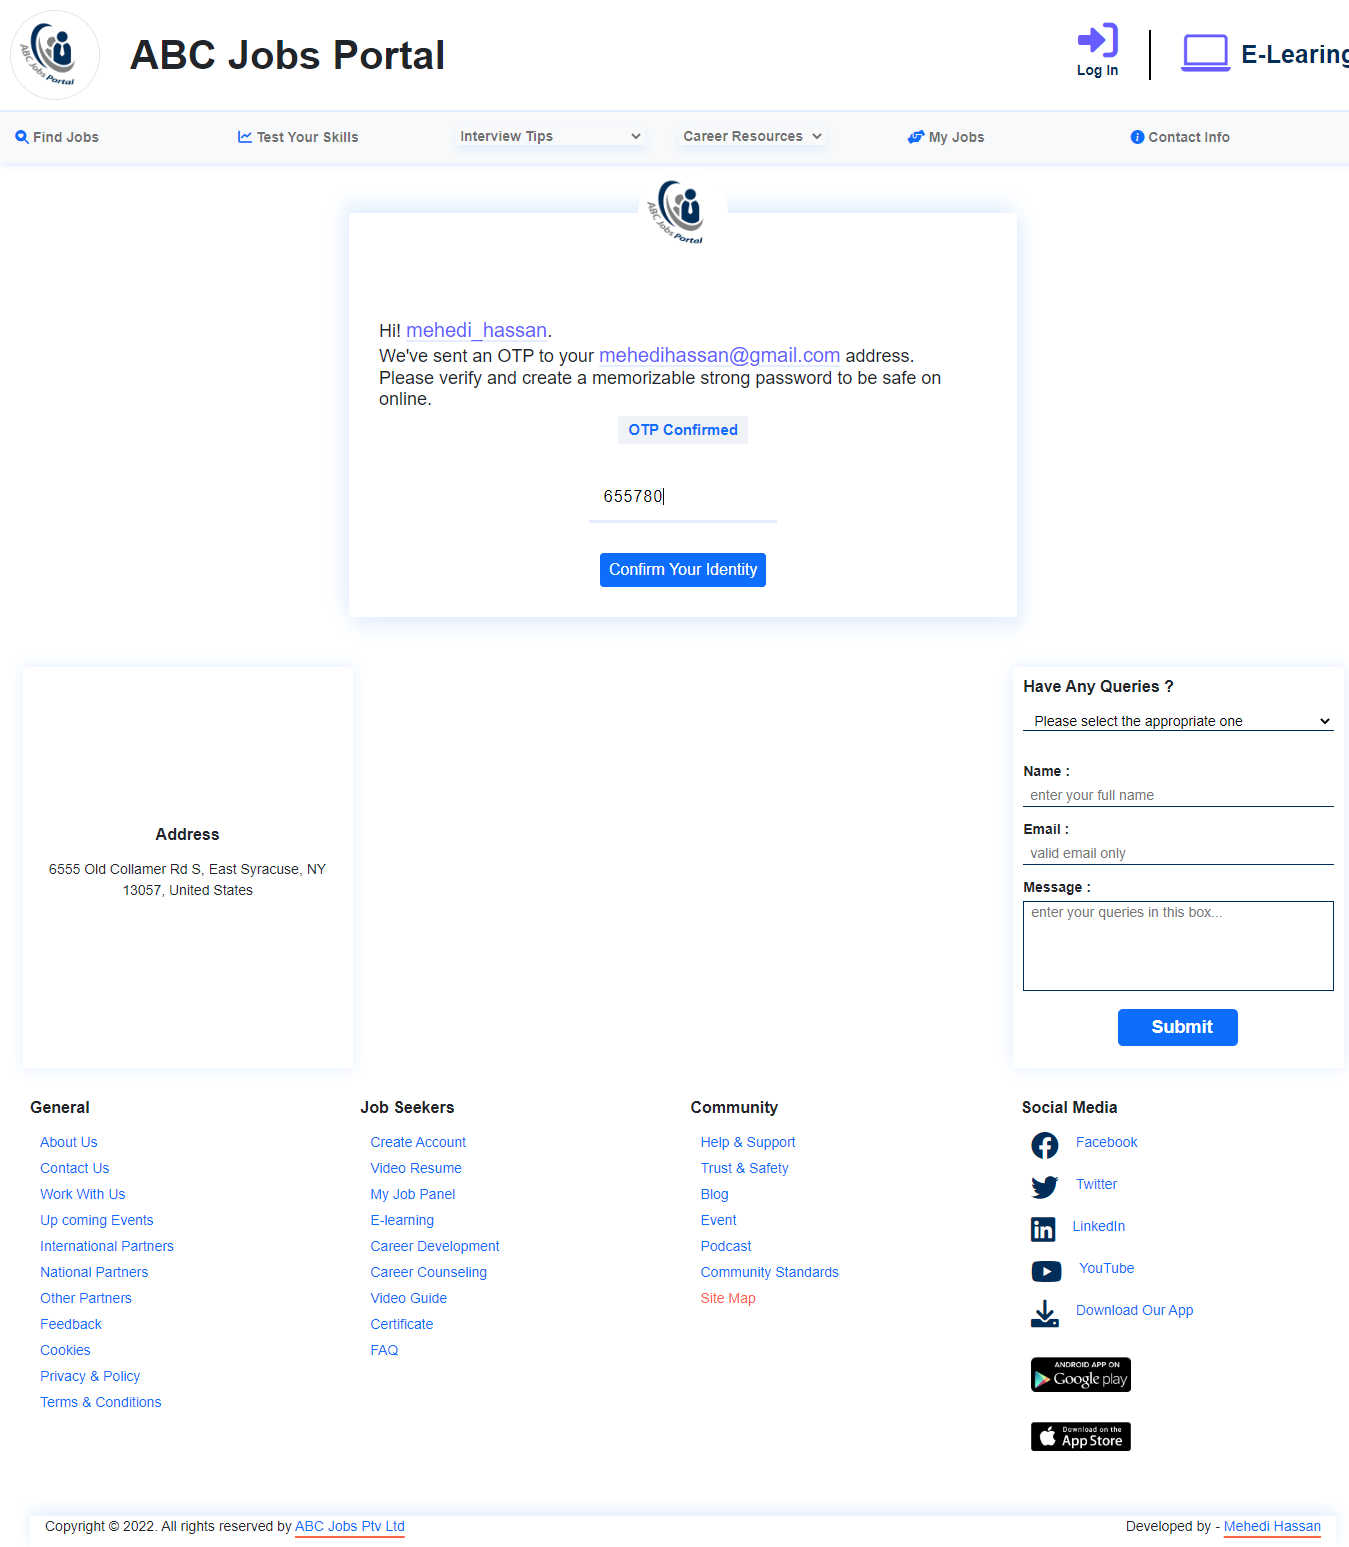 ABC Jobs Portal
ABC Jobs Portal
Log In
E-Learing
Find Jobs
Test Your Skills
Interview Tips
Career Resources
My Jobs
Contact Info
ABC Jobs Portal
Hi! mehedi_hassan.
We've sent an OTP to your mehedihassan@gmail.com address.
Please verify and create a memorizable strong password to be safe on
online.
OTP Confirmed
655780
Confirm Your Identity
Address
6555 Old Collamer Rd S, East Syracuse, NY
13057, United States
Have Any Queries ?
Please select the appropriate one
Name :
enter your full name
Email :
valid email only
Message :
enter your queries in this box...
Submit
General
About Us
Contact Us
Work With Us
Up coming Events
International Partners
National Partners
Other Partners
Feedback
Cookies
Privacy & Policy
Terms & Conditions
Job Seekers
Create Account
Video Resume
My Job Panel
E-learning
Career Development
Career Counseling
Video Guide
Certificate
FAQ
Community
Help & Support
Trust & Safety
Blog
Event
Podcast
Community Standards
Site Map
Social Media
Facebook
Twitter
LinkedIn
YouTube
Download Our App
ANDROID APP ON
Google play
Download on the
App Store
Copyright © 2022. All rights reserved by ABC Jobs Ptv Ltd
Developed by - Mehedi Hassan